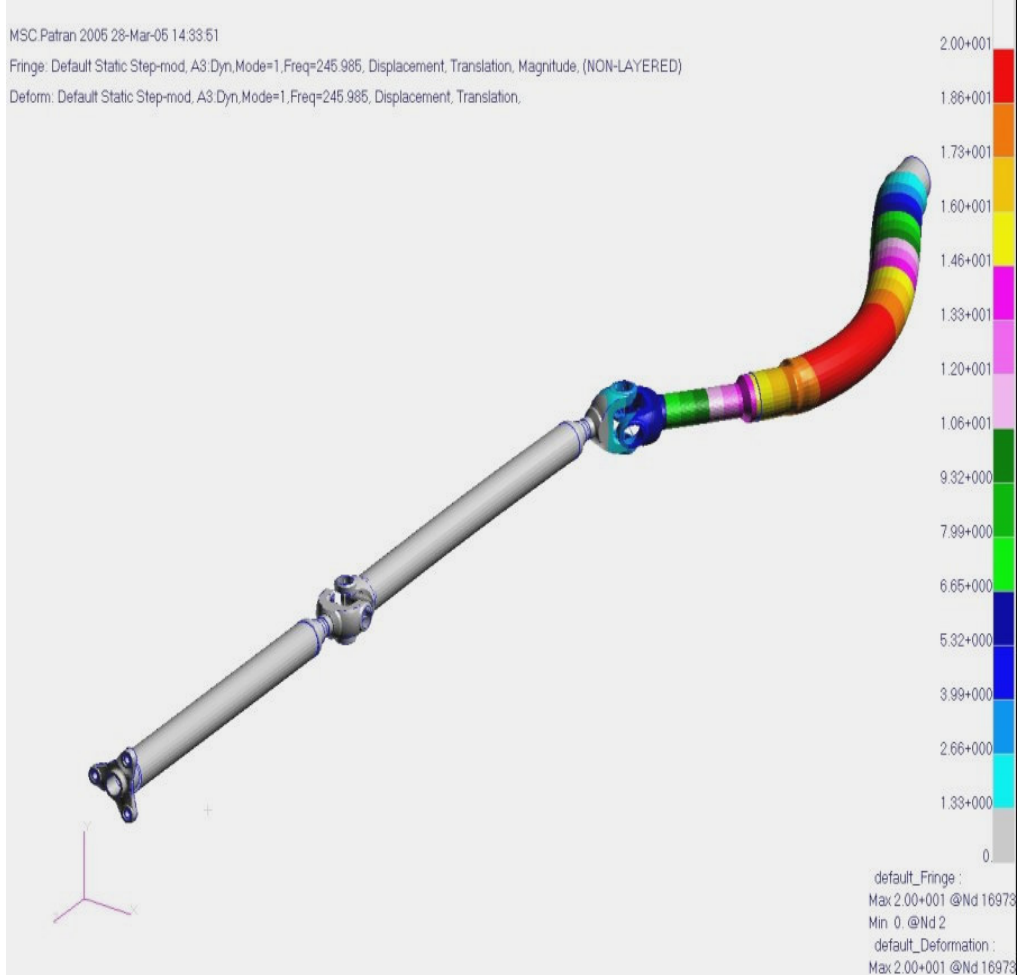 MSC.Patran 2005 28-Mar-05 14:33:51
Fringe: Default Static Step-mod, A3:Dyn,Mode=1,Freq=245.985, Displacement, Translation, Magnitude, (NON-LAYERED)
Deform: Default Static Step-mod, A3:Dyn,Mode=1,Freq=245.985, Displacement, Translation,
2.00+001
1.86+001
1.73+001
1.60+001
1.46+001
1.33+001
1.20+001
1.06+001
9.32+000
7.99+000
6.65+000
5.32+000
3.99+000
2.66+000
1.33+000
0.
Y
X
Z
default_Fringe :
Max 2.00+001 @Nd 16973
Min 0. @Nd 2
default_Deformation :
Max 2.00+001 @Nd 16973